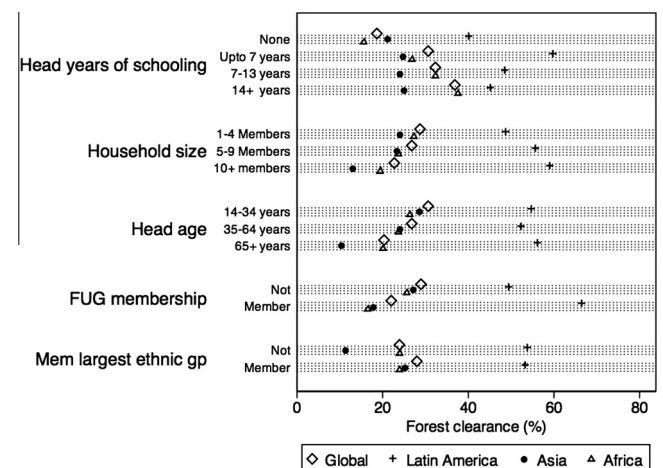 Head years of schooling
None
Upto 7 years
7-13 years
14+ years
Household size
1-4 Members
5-9 Members
10+ members
Head age
14-34 years
35-64 years
65+ years
FUG membership
Not
Member
Mem largest ethnic gp
Not
Member
0 20 40 60 80
Forest clearance (%)
Global Latin America Asia Africa